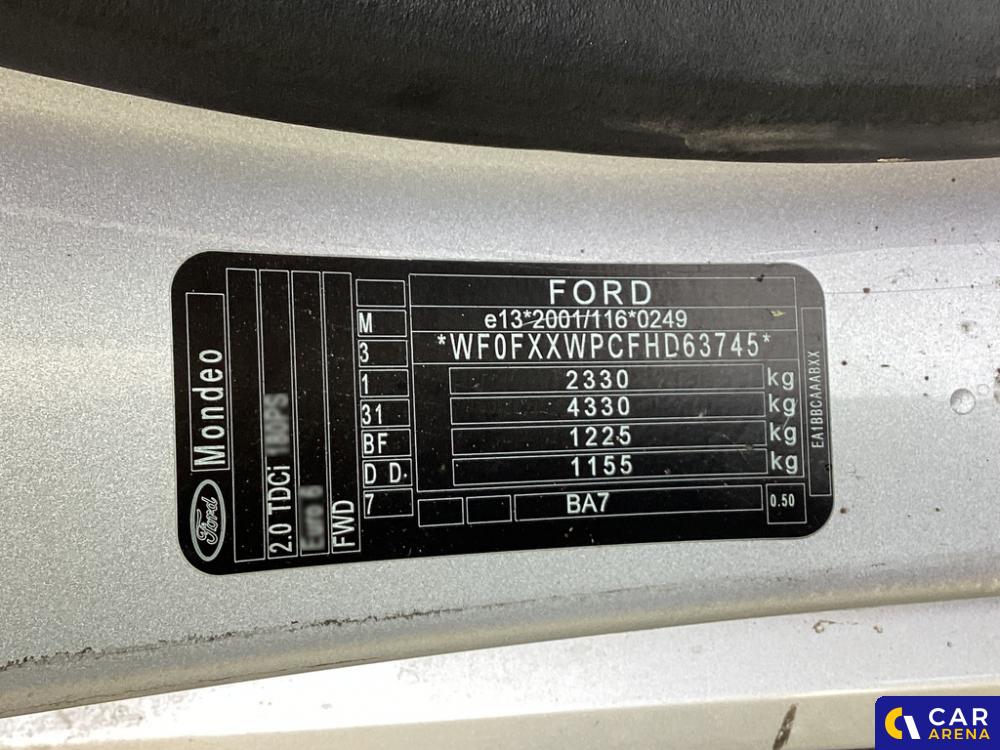 FORD
e13*2001/116*0249
*WF0FXXWPCFHD63745*
2330 kg
4330 kg
1225 kg
1155 kg
BA7
0.50
EA1BBCAAABXX
M
3
1
31
BF
D D
7
FWD
2.0 TDCi
Mondeo
Ford
CAR
ARENA